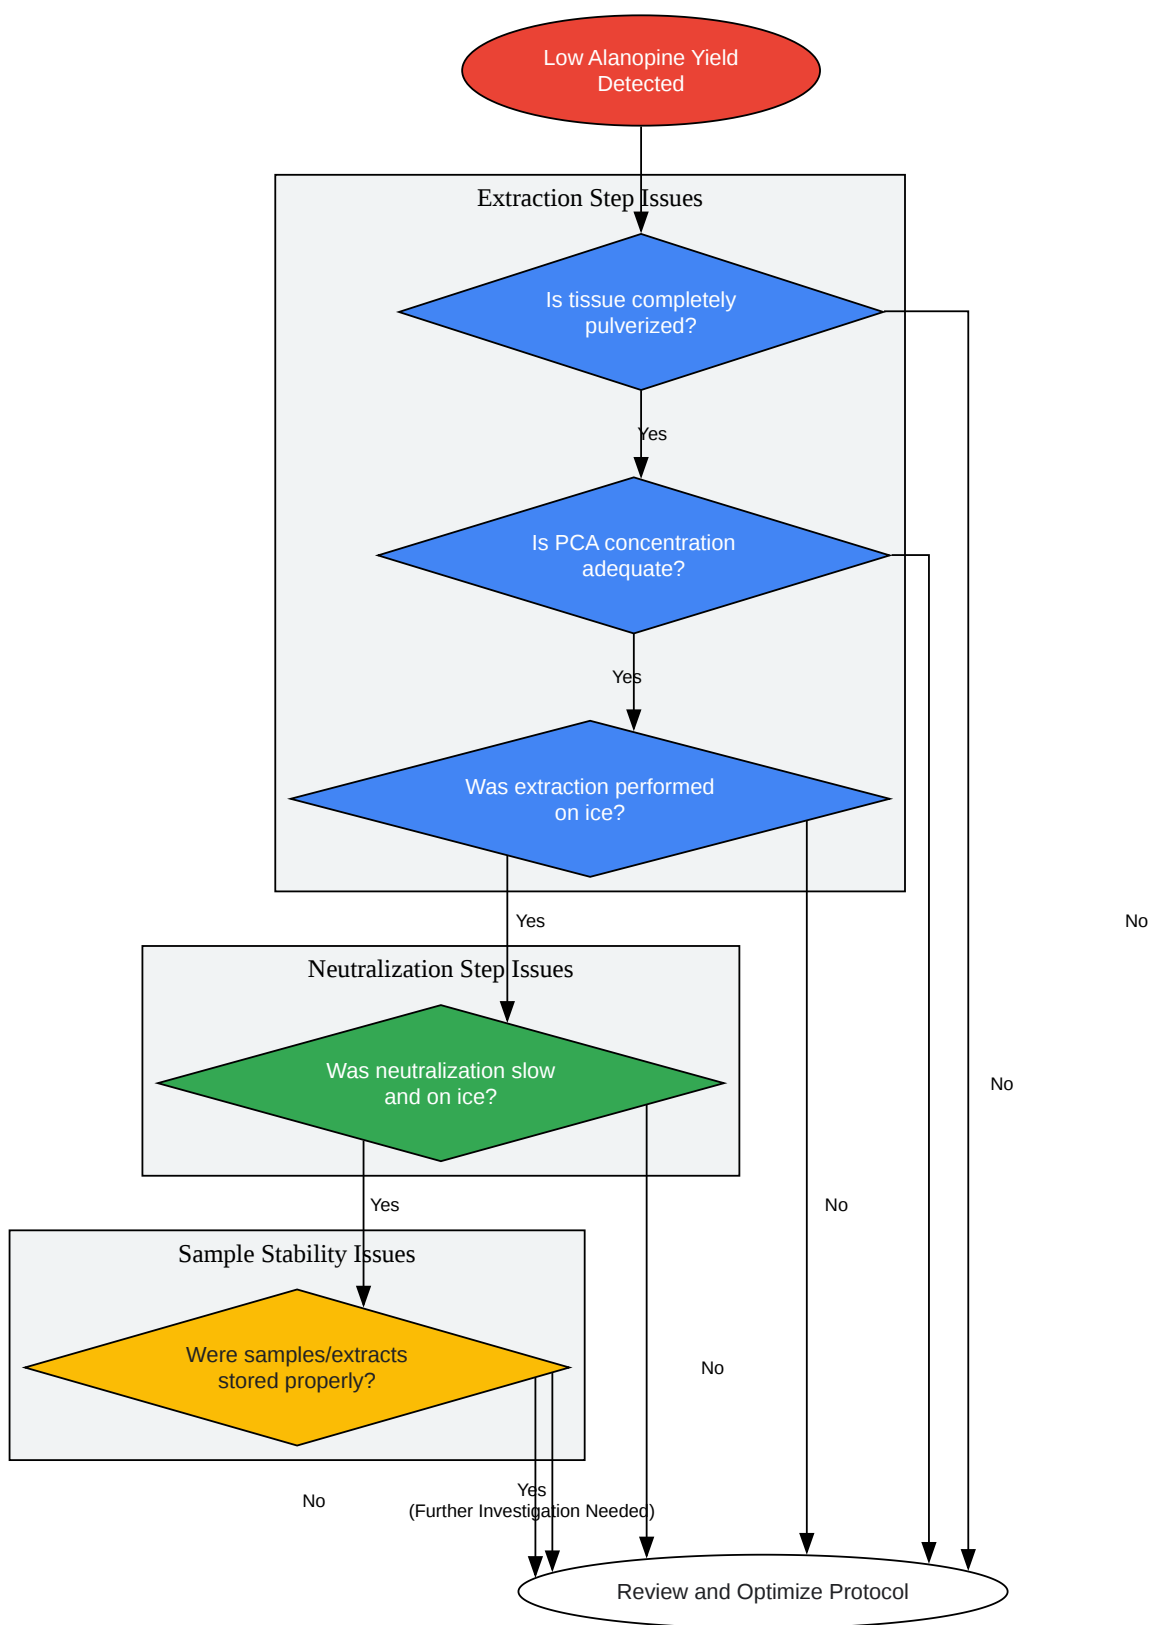 Low Alanopine Yield
Detected
Extraction Step Issues
Is tissue completely
pulverized?
Yes
Is PCA concentration
adequate?
Yes
Was extraction performed
on ice?
Yes
No
Neutralization Step Issues
Was neutralization slow
and on ice?
No
Yes
No
Sample Stability Issues
Were samples/extracts
stored properly?
No
No
Yes
(Further Investigation Needed)
Review and Optimize Protocol